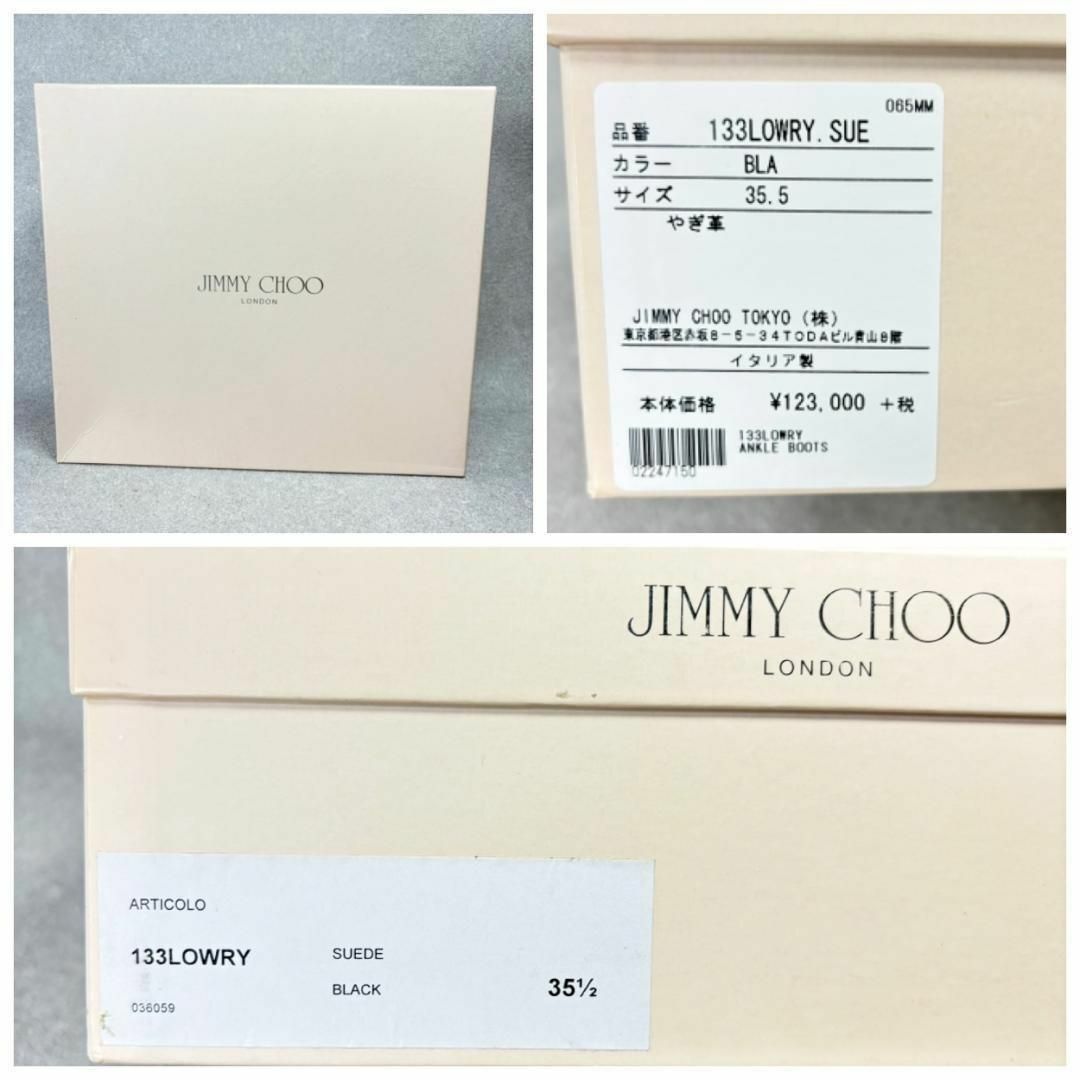 JIMMY CHOO
LONDON
065MM
品番 133LOWRY.SUE
カラー BLA
サイズ 35.5
やぎ革
JIMMY CHOO TOKYO (株)
東京都港区赤坂8-5-34TODAビル青山8階
イタリア製
本体価格 ¥123,000 +税
133LOWRY
ANKLE BOOTS
02247150
JIMMY CHOO
LONDON
ARTICOLO
133LOWRY SUEDE
BLACK 35½
036059